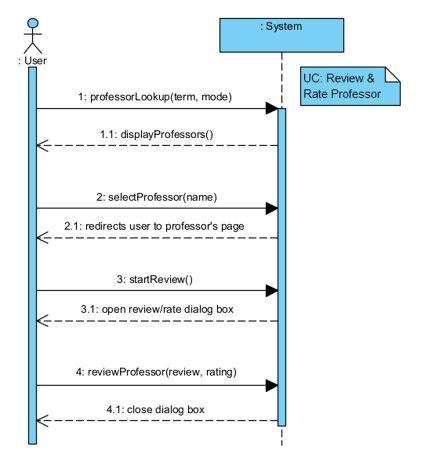 : System
: User
UC: Review &
Rate Professor
1: professorLookup(term, mode)
1.1: displayProfessors()
2: selectProfessor(name)
2.1: redirects user to professor's page
3: startReview()
3.1: open review/rate dialog box
4: reviewProfessor(review, rating)
4.1: close dialog box